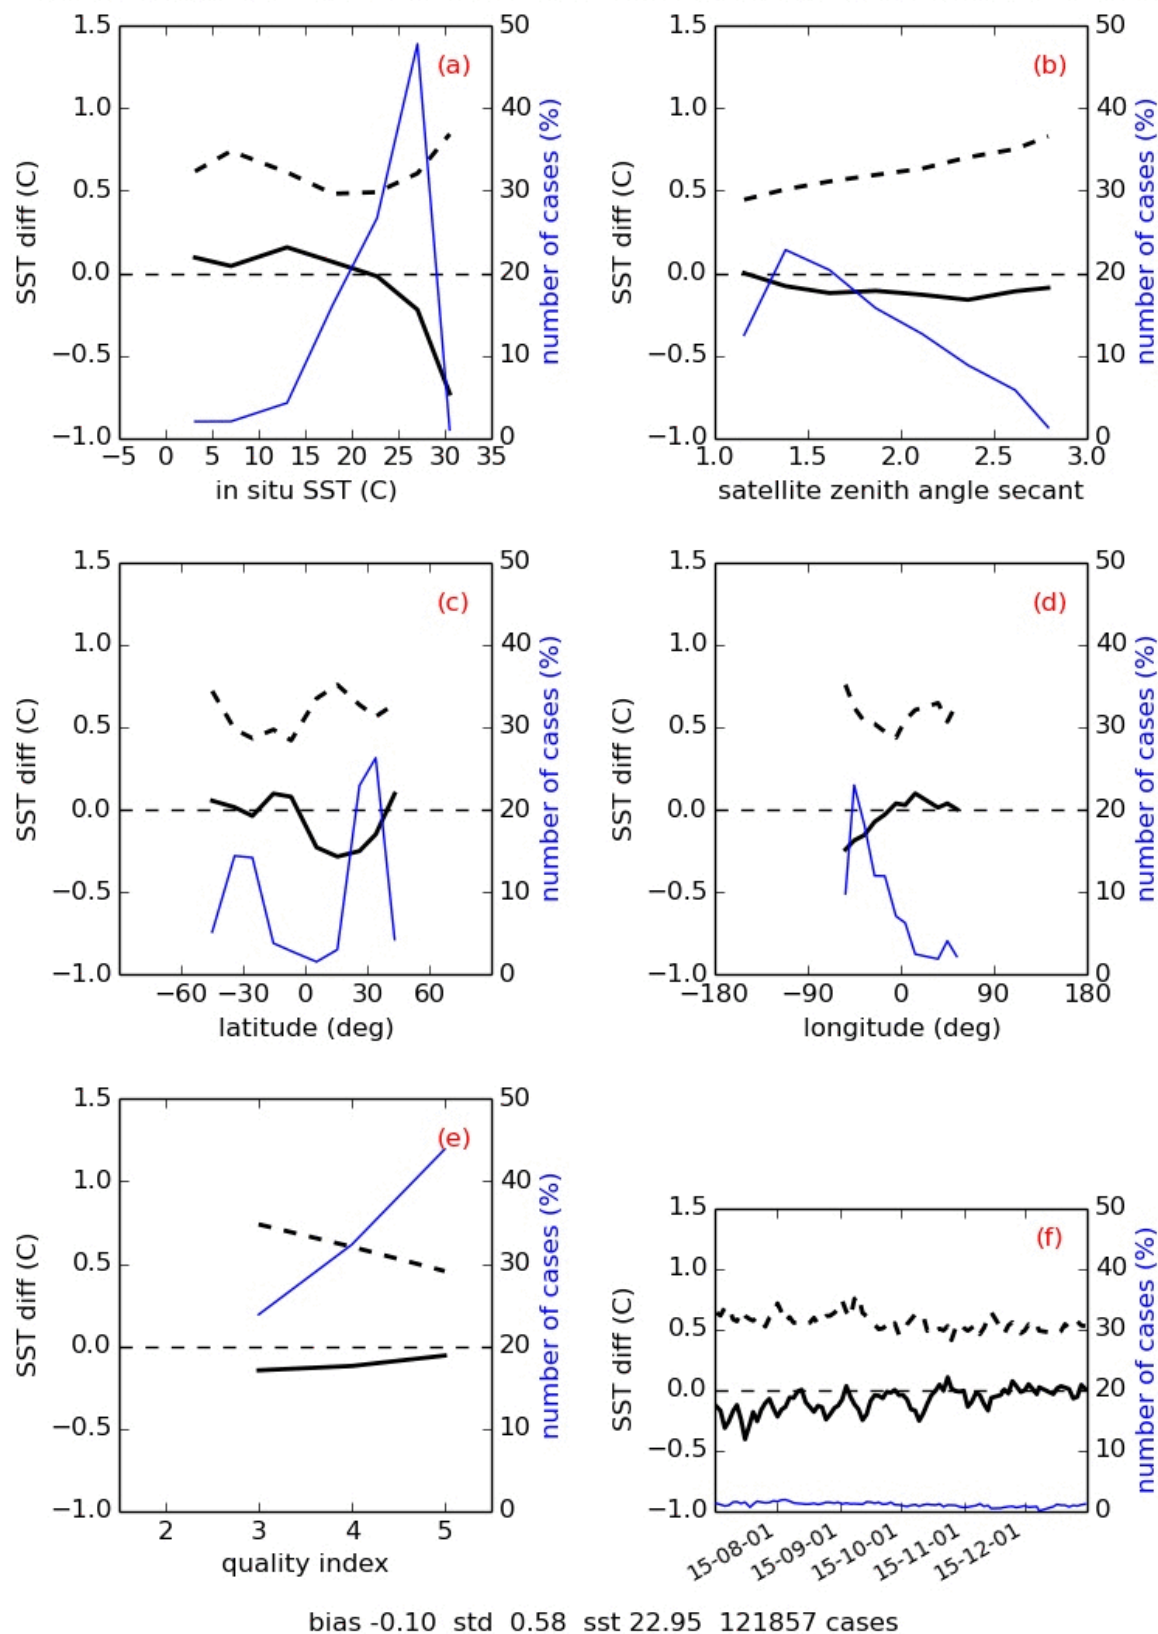 1.5 50 1.5 50
(a) (b)
1.0 40 1.0 40
0.5 30 0.5 30
SST diff (C) number of cases (%) SST diff (C) number of cases (%)
0.0 20 0.0 20
−0.5 10 −0.5 10
−1.0 0 −1.0 0
−5 0 5 10 15 20 25 30 35 1.0 1.5 2.0 2.5 3.0
in situ SST (C) satellite zenith angle secant
1.5 50 1.5 50
(c) (d)
1.0 40 1.0 40
0.5 30 0.5 30
SST diff (C) number of cases (%) SST diff (C) number of cases (%)
0.0 20 0.0 20
−0.5 10 −0.5 10
−1.0 0 −1.0 0
−60 −30 0 30 60 −180 −90 0 90 180
latitude (deg) longitude (deg)
1.5 50
(e)
1.0 40
0.5 30
SST diff (C) number of cases (%)
0.0 20
−0.5 10
−1.0 0
2 3 4 5
quality index
1.5 50
(f)
1.0 40
0.5 30
SST diff (C) number of cases (%)
0.0 20
−0.5 10
−1.0 0
15-08-01 15-09-01 15-10-01 15-11-01 15-12-01
bias -0.10 std 0.58 sst 22.95 121857 cases